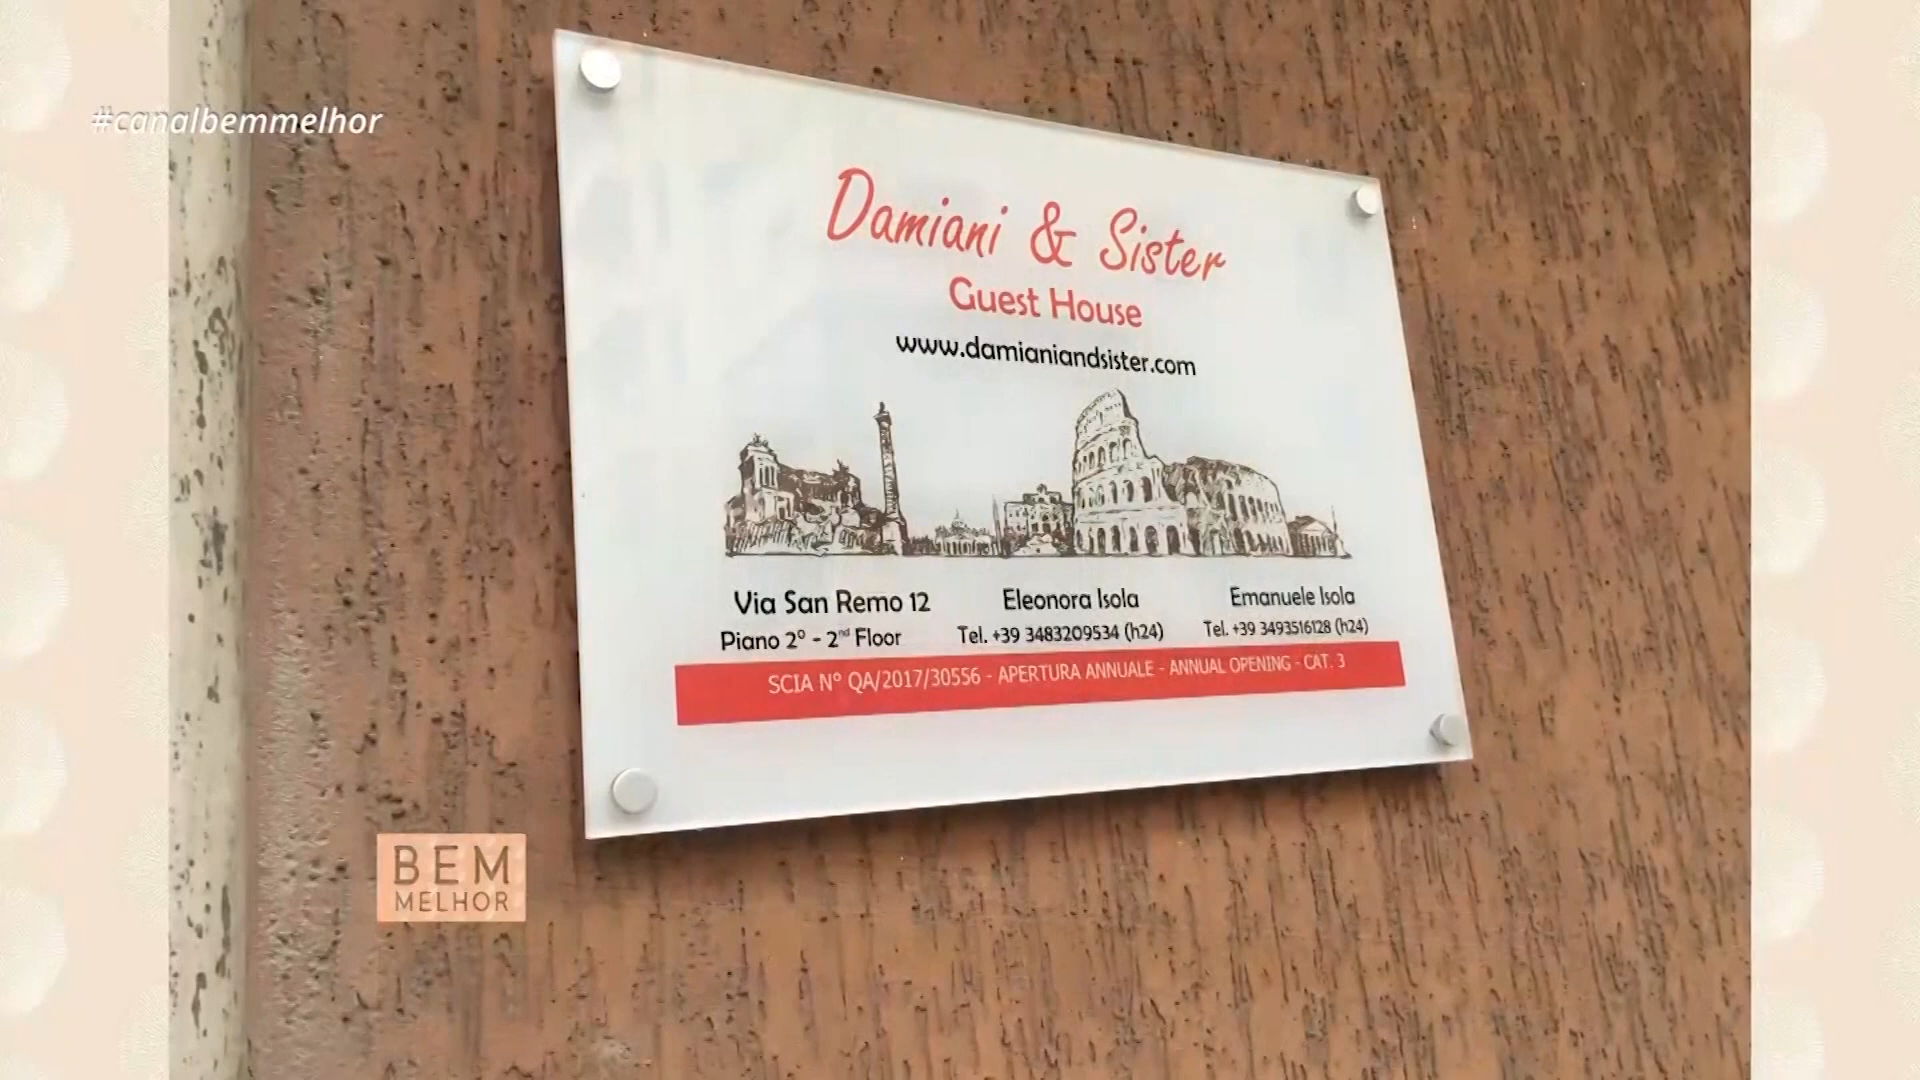 #canalbemmelhor
Damiani & Sister
Guest House
www.damianiandsister.com
Via San Remo 12
Piano 2º - 2nd Floor
Eleonora Isola
Tel. +39 3483209534 (h24)
Emanuele Isola
Tel. +39 3493516128 (h24)
SCIA Nº QA/2017/30556 - APERTURA ANNUALE - ANNUAL OPENING - CAT. 3
BEM
MELHOR